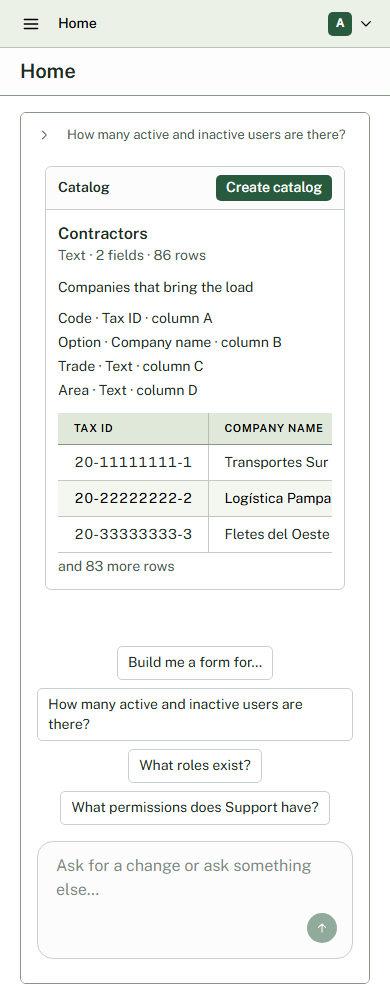 Home
A
Home
How many active and inactive users are there?
Catalog
Create catalog
Contractors
Text · 2 fields · 86 rows
Companies that bring the load
Code · Tax ID · column A
Option · Company name · column B
Trade · Text · column C
Area · Text · column D
TAX ID COMPANY NAME
20-11111111-1 Transportes Sur
20-22222222-2 Logística Pampa
20-33333333-3 Fletes del Oeste
and 83 more rows
Build me a form for...
How many active and inactive users are
there?
What roles exist?
What permissions does Support have?
Ask for a change or ask something
else...